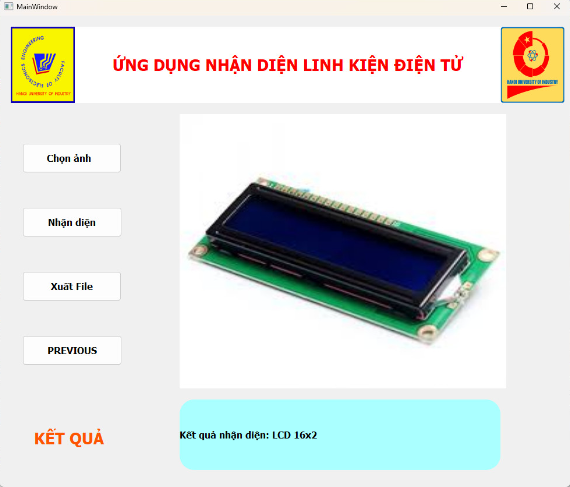 MainWindow
FACULTY OF ELECTRONICS ENGINEERING
HANOI UNIVERSITY OF INDUSTRY
ỨNG DỤNG NHẬN DIỆN LINH KIỆN ĐIỆN TỬ
HANOI UNIVERSITY OF INDUSTRY
Chọn ảnh
Nhận diện
Xuất File
PREVIOUS
KẾT QUẢ
Kết quả nhận diện: LCD 16x2